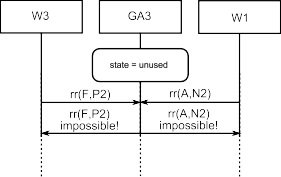 W3 GA3 W1
state = unused
rr(F,P2) rr(A,N2)
rr(F,P2) rr(A,N2)
impossible! impossible!